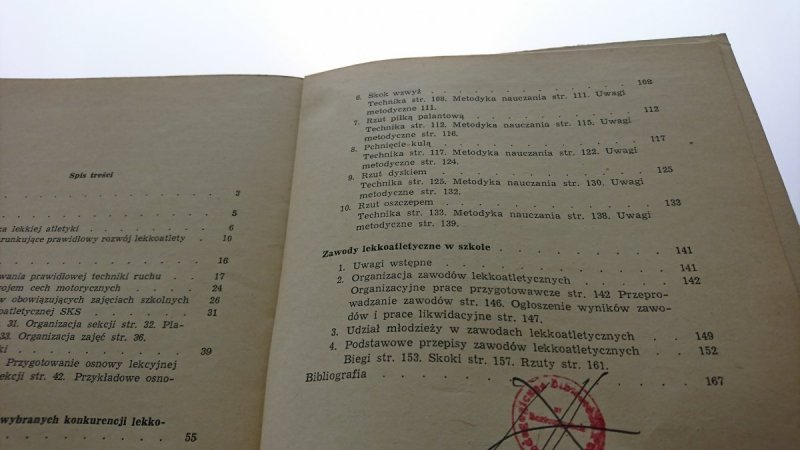 Spis treści
3
5
ka lekkiej atletyki 6
arunkujące prawidłowy rozwój lekkoatlety 10
16
wania prawidłowej techniki ruchu 17
ojem cech motorycznych 24
w obowiązujących zajęciach szkolnych 26
koatletycznej SKS 31
. 31. Organizacja sekcji str. 32. Pla-
33. Organizacja zajęć str. 36.
ki 39
Przygotowanie osnowy lekcyjnej
ekcji str. 42. Przykładowe osno-
wybranych konkurencji lekko-
55
6. Skok wzwyż 108
Technika str. 108. Metodyka nauczania str. 111. Uwagi
metodyczne 111.
7. Rzut piłką palantową 112
Technika str. 112. Metodyka nauczania str. 115. Uwagi
metodyczne str. 116.
8. Pchnięcie kulą 117
Technika str. 117. Metodyka nauczania str. 122. Uwagi
metodyczne str. 124.
9. Rzut dyskiem 125
Technika str. 125. Metodyka nauczania str. 130. Uwagi
metodyczne str. 132.
10. Rzut oszczepem 133
Technika str. 133. Metodyka nauczania str. 138. Uwagi
metodyczne str. 139.
Zawody lekkoatletyczne w szkole 141
1. Uwagi wstępne 141
2. Organizacja zawodów lekkoatletycznych 142
Organizacyjne prace przygotowawcze str. 142 Przepro-
wadzanie zawodów str. 146. Ogłoszenie wyników zawo-
dów i prace likwidacyjne str. 147.
3. Udział młodzieży w zawodach lekkoatletycznych 149
4. Podstawowe przepisy zawodów lekkoatletycznych 152
Biegi str. 153. Skoki str. 157. Rzuty str. 161.
Bibliografia 167